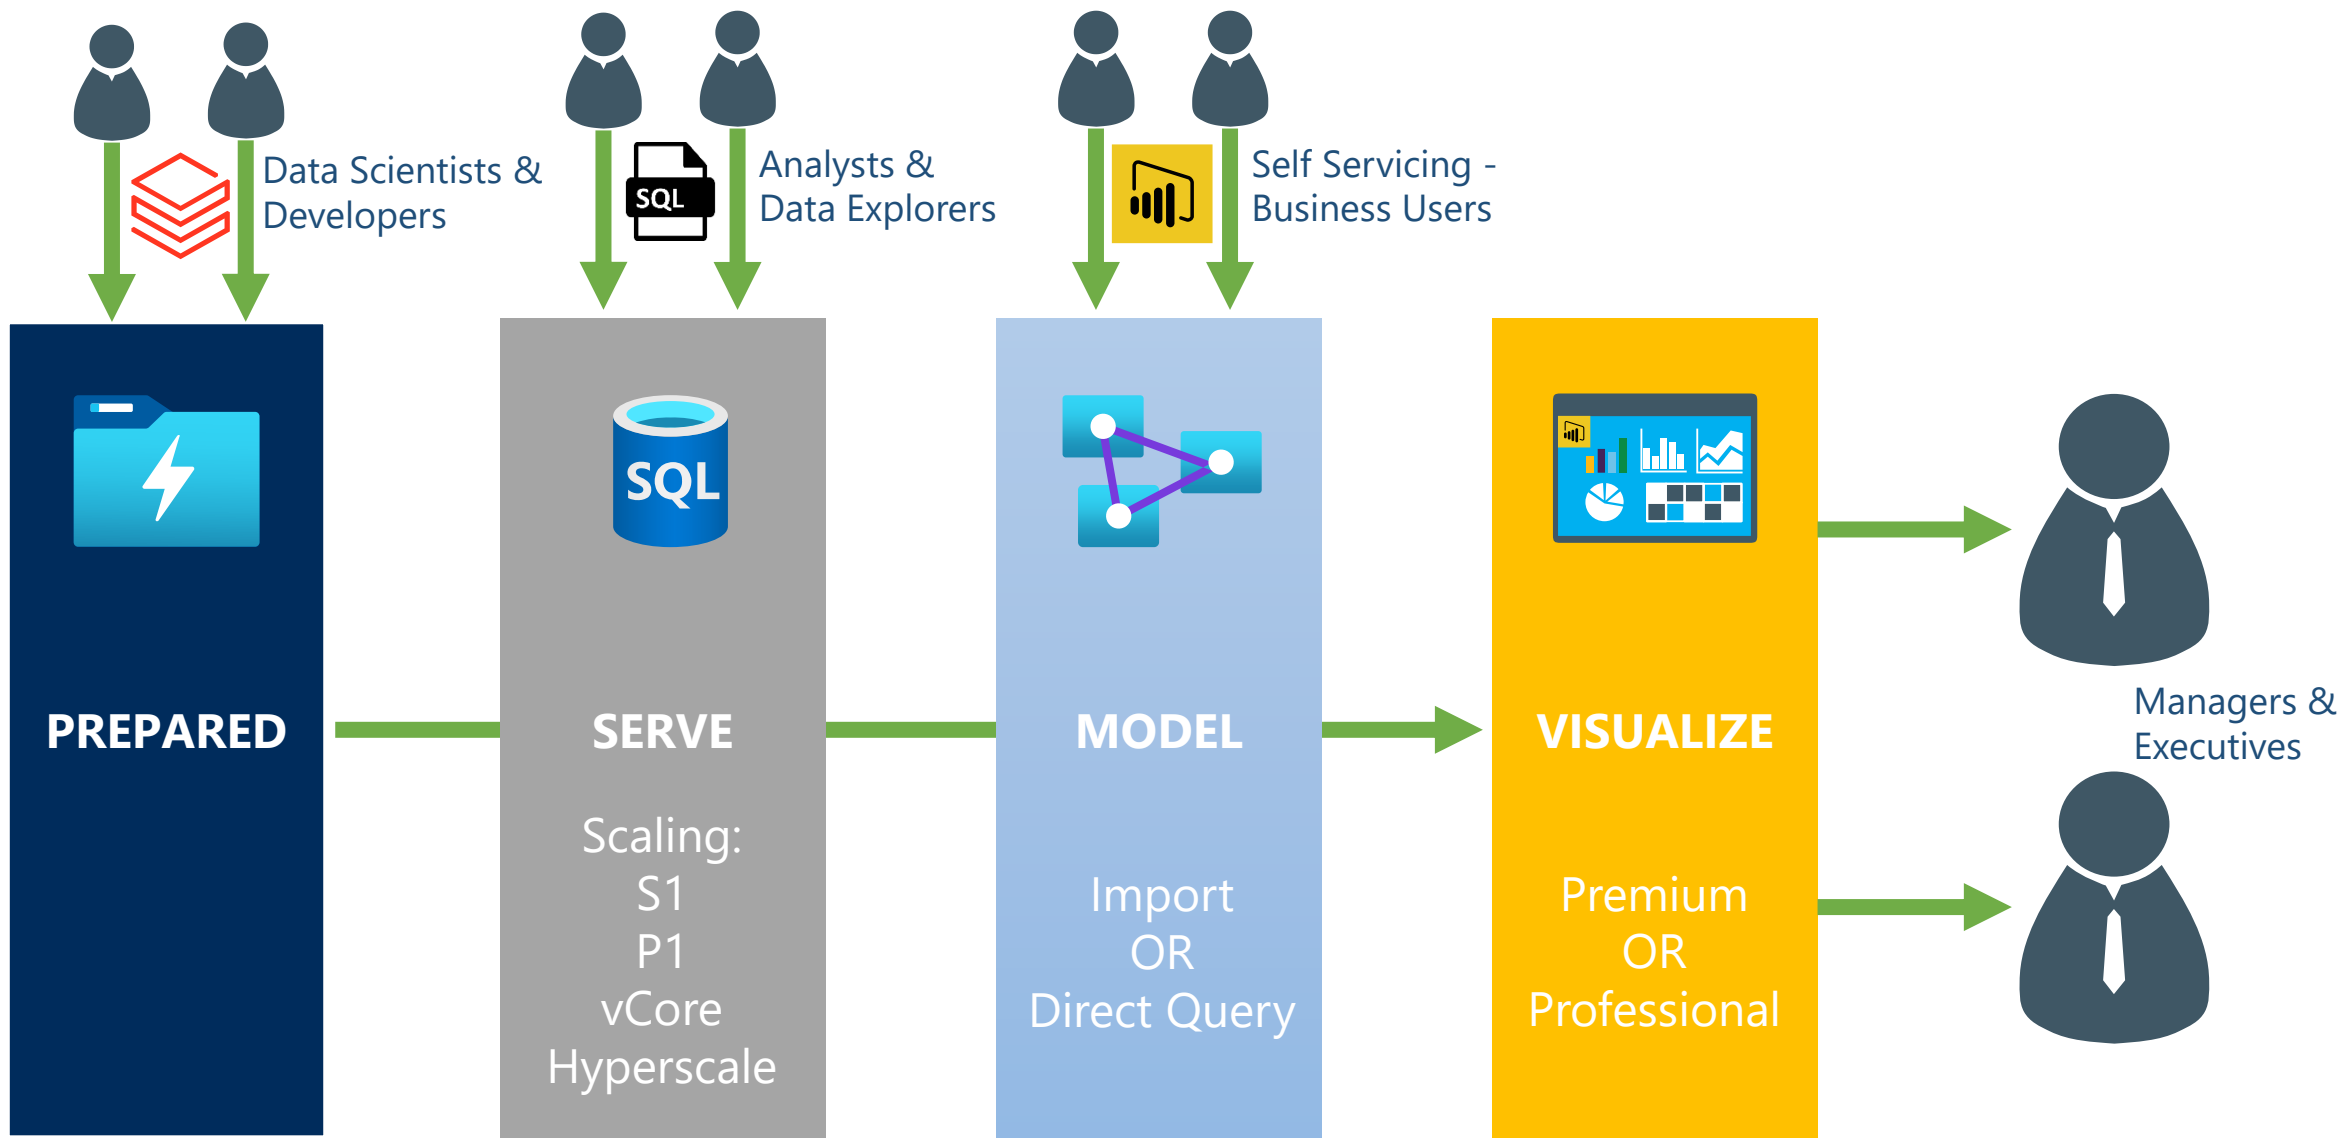 Data Scientists &
Developers
SQL
Analysts &
Data Explorers
Self Servicing -
Business Users
PREPARED
SQL
SERVE
Scaling:
S1
P1
vCore
Hyperscale
MODEL
Import
OR
Direct Query
VISUALIZE
Premium
OR
Professional
Managers &
Executives